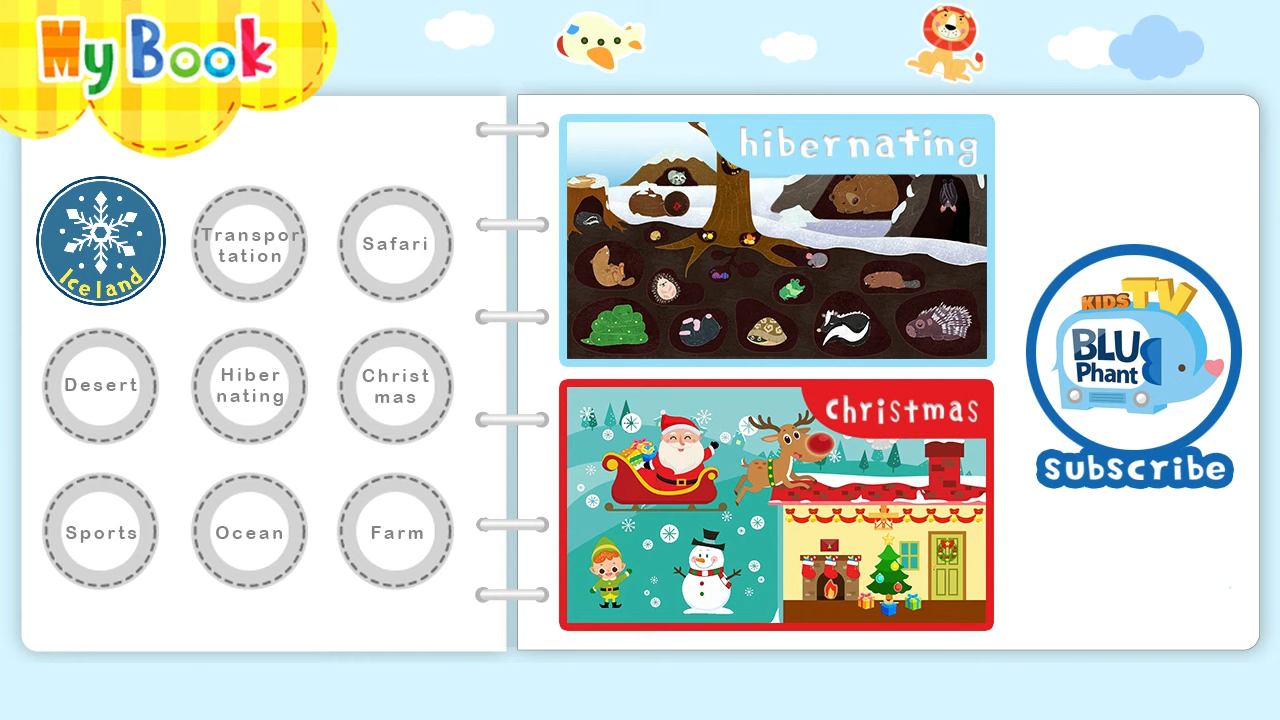 My Book
Iceland
Transpor
tation
Safari
Desert
Hiber
nating
Christ
mas
Sports
Ocean
Farm
hibernating
christmas
KIDS TV
BLU
Phant
subscribe